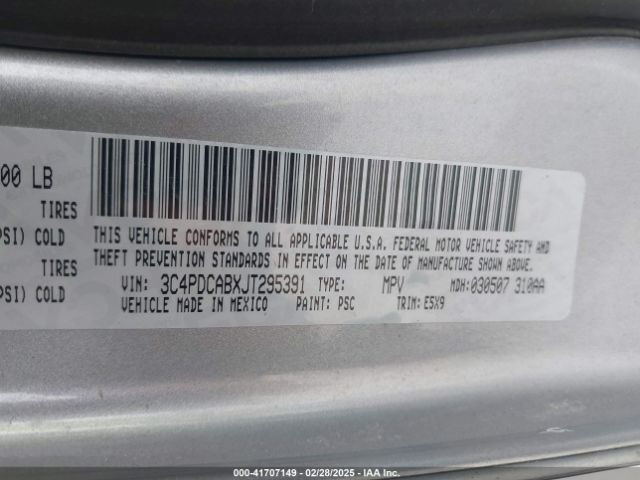 00 LB
TIRES
PSI) COLD
TIRES
PSI) COLD
THIS VEHICLE CONFORMS TO ALL APPLICABLE U.S.A. FEDERAL MOTOR VEHICLE SAFETY AND
THEFT PREVENTION STANDARDS IN EFFECT ON THE DATE OF MANUFACTURE SHOWN ABOVE.
VIN: 3C4PDCABXJT295391 TYPE: MPV MDH:030507 310AA
VEHICLE MADE IN MEXICO PAINT: PSC TRIM: E5X9
000-41707149 - 02/28/2025 - IAA Inc.